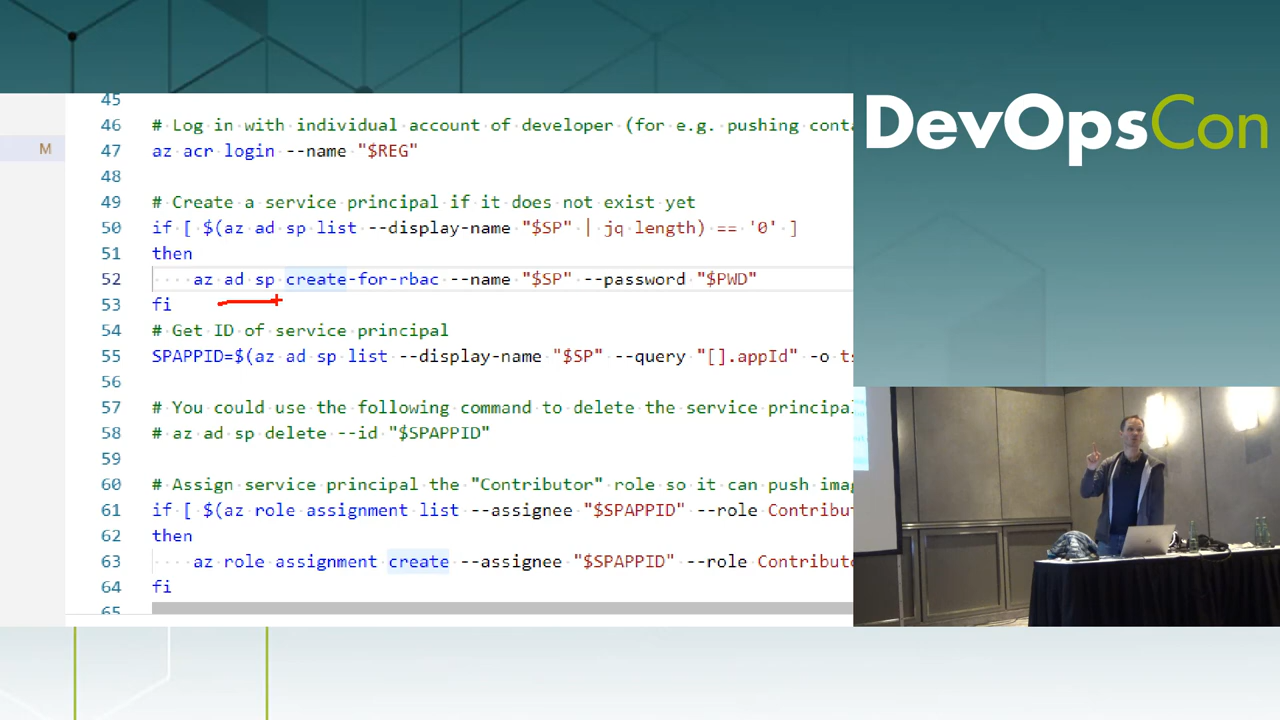 DevOpsCon
M
45
46 # Log in with individual account of developer (for e.g. pushing conta
47 az acr login --name "$REG"
48
49 # Create a service principal if it does not exist yet
50 if [ $(az ad sp list --display-name "$SP" | jq length) == '0' ]
51 then
52 az ad sp create-for-rbac --name "$SP" --password "$PWD"
53 fi
54 # Get ID of service principal
55 SPAPPID=$(az ad sp list --display-name "$SP" --query "[].appId" -o ts
56
57 # You could use the following command to delete the service principal
58 # az ad sp delete --id "$SPAPPID"
59
60 # Assign service principal the "Contributor" role so it can push imag
61 if [ $(az role assignment list --assignee "$SPAPPID" --role Contribut
62 then
63 az role assignment create --assignee "$SPAPPID" --role Contributo
64 fi
65